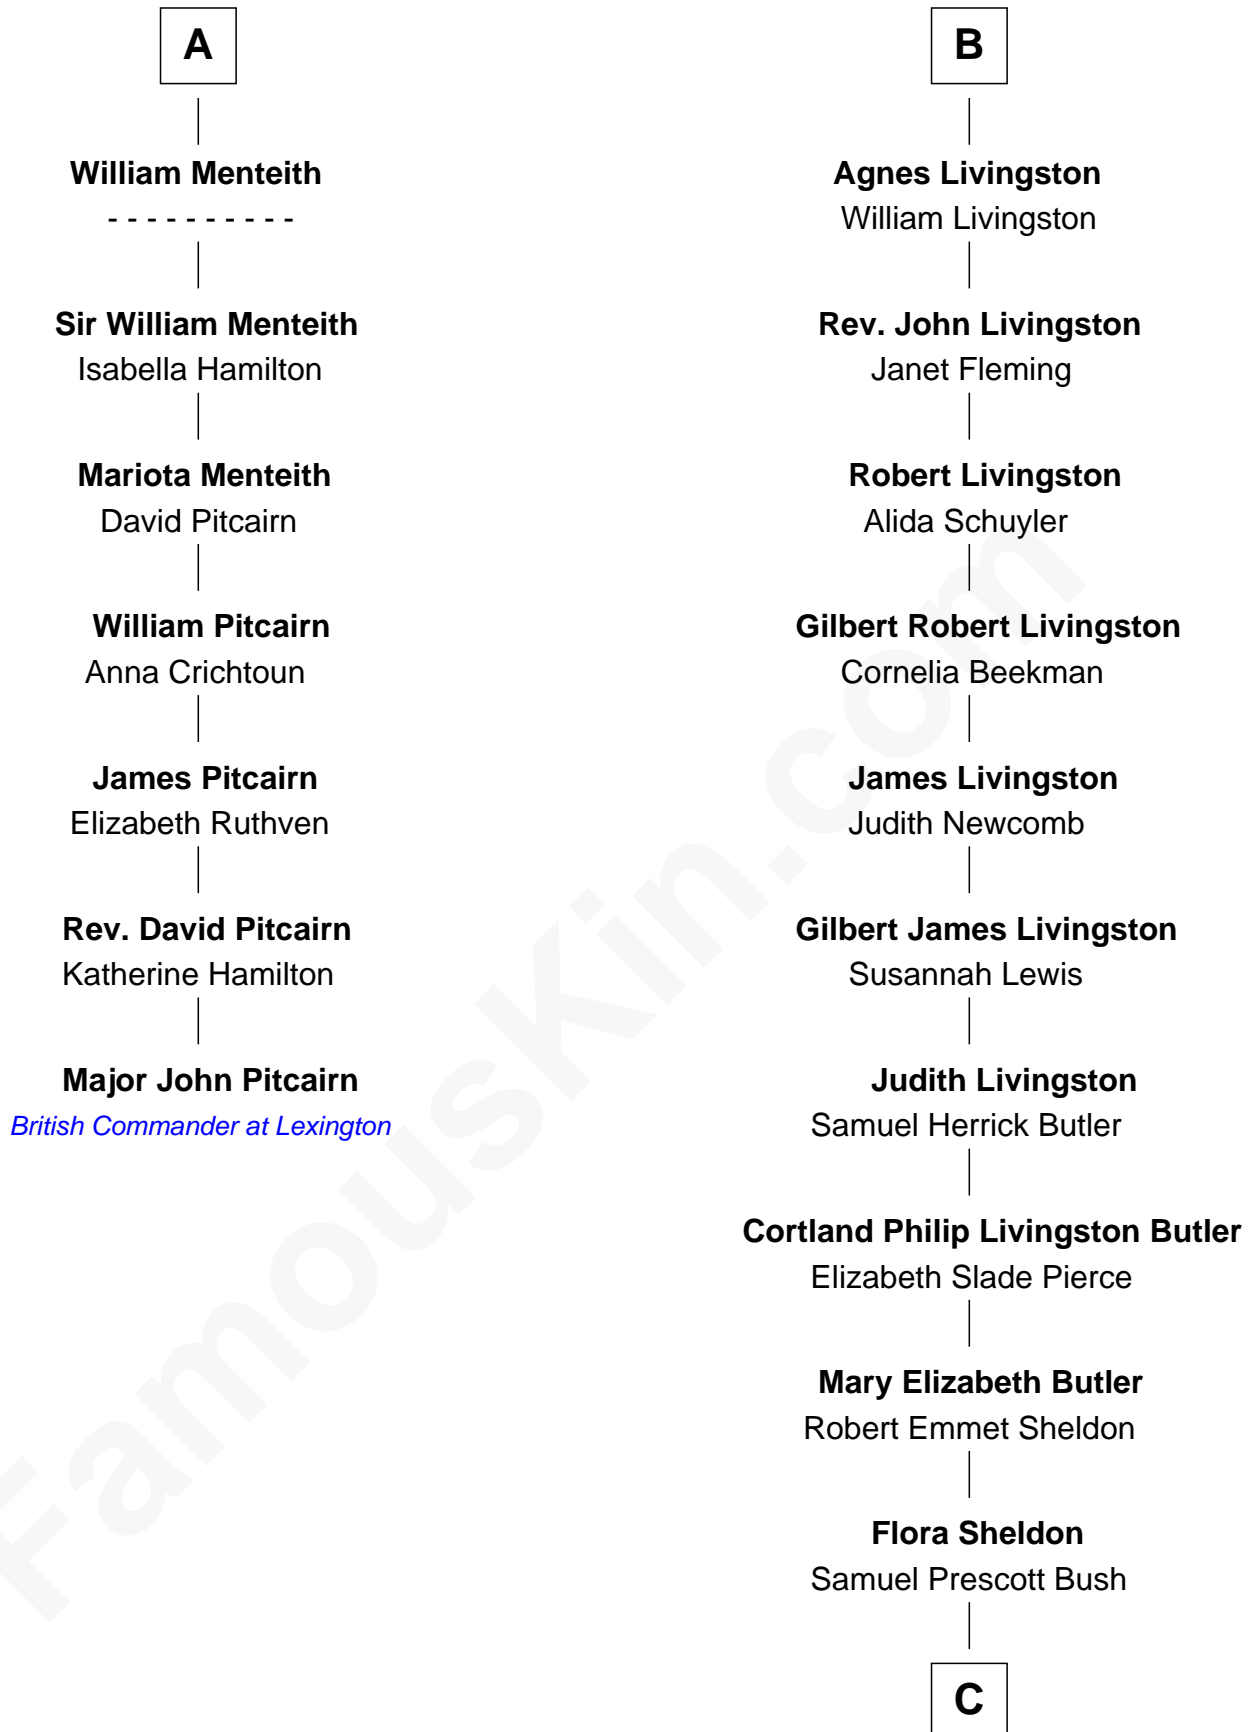 A
William Menteith
- - - - - - - - - -
Sir William Menteith
Isabella Hamilton
Mariota Menteith
David Pitcairn
William Pitcairn
Anna Crichtoun
James Pitcairn
Elizabeth Ruthven
Rev. David Pitcairn
Katherine Hamilton
Major John Pitcairn
British Commander at Lexington
B
Agnes Livingston
William Livingston
Rev. John Livingston
Janet Fleming
Robert Livingston
Alida Schuyler
Gilbert Robert Livingston
Cornelia Beekman
James Livingston
Judith Newcomb
Gilbert James Livingston
Susannah Lewis
Judith Livingston
Samuel Herrick Butler
Cortland Philip Livingston Butler
Elizabeth Slade Pierce
Mary Elizabeth Butler
Robert Emmet Sheldon
Flora Sheldon
Samuel Prescott Bush
C
FamousKin.com